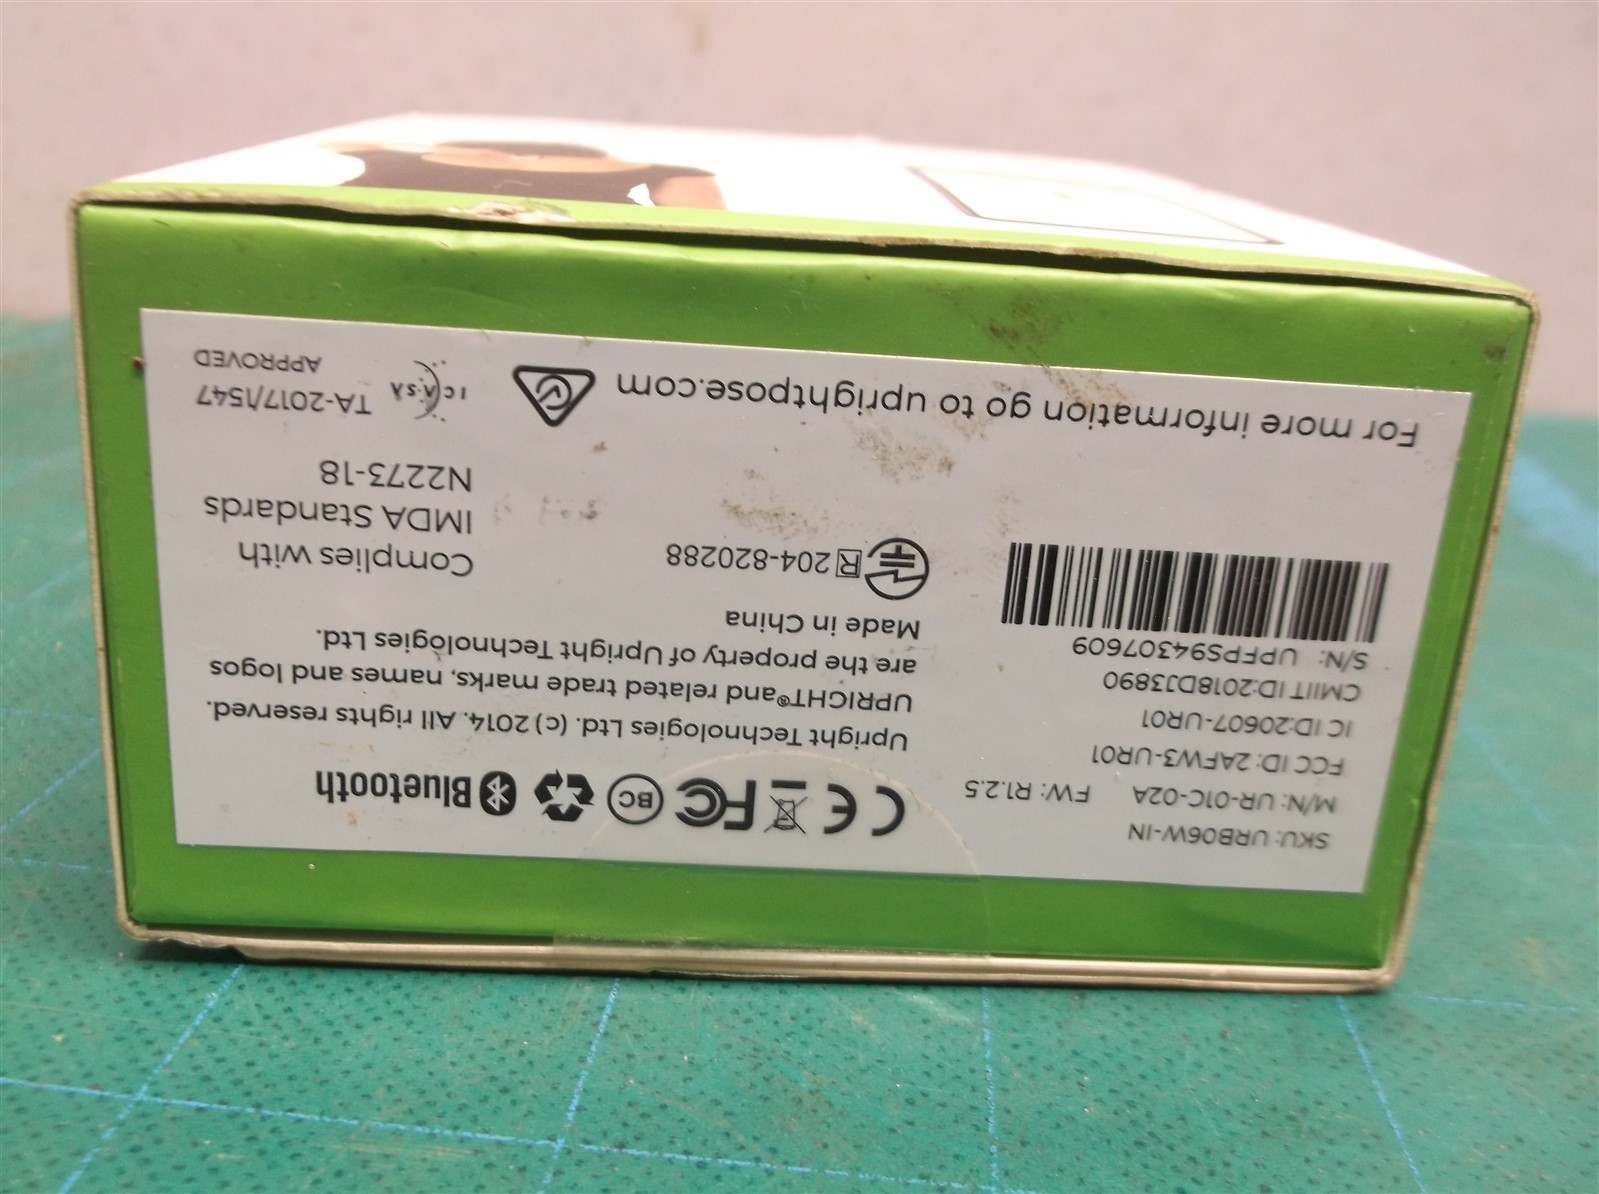 SKU: URB06W-IN
M/N: UR-01C-02A FW: R1.2.5
FCC ID: 2AFW3-UR01
IC ID:20607-UR01
CMIIT ID:2018DJ3890
S/N: UPFPS94307609
CE FC BC Bluetooth
Upright Technologies Ltd. (c) 2014. All rights reserved.
UPRIGHT® and related trade marks, names and logos
are the property of Upright Technologies Ltd.
Made in China
R 204-820288
Complies with
IMDA Standards
N2273-18
For more information go to uprightpose.com
I C A S A
TA-2017/1547
APPROVED